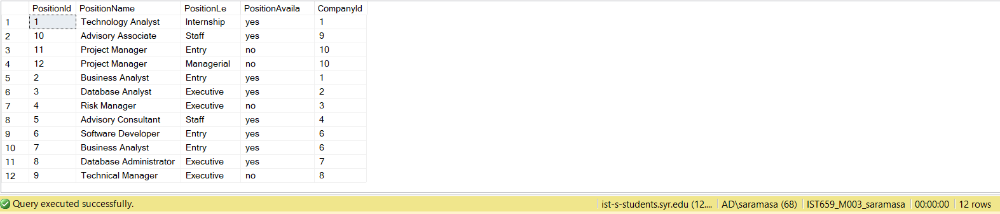 PositionId PositionName PositionLe PositionAvaila CompanyId
1 1 Technology Analyst Internship yes 1
2 10 Advisory Associate Staff yes 9
3 11 Project Manager Entry no 10
4 12 Project Manager Managerial no 10
5 2 Business Analyst Entry yes 1
6 3 Database Analyst Executive yes 2
7 4 Risk Manager Executive no 3
8 5 Advisory Consultant Staff yes 4
9 6 Software Developer Entry yes 6
10 7 Business Analyst Entry yes 6
11 8 Database Administrator Executive yes 7
12 9 Technical Manager Executive no 8
Query executed successfully. ist-s-students.syr.edu (12.... AD\saramasa (68) IST659_M003_saramasa 00:00:00 12 rows